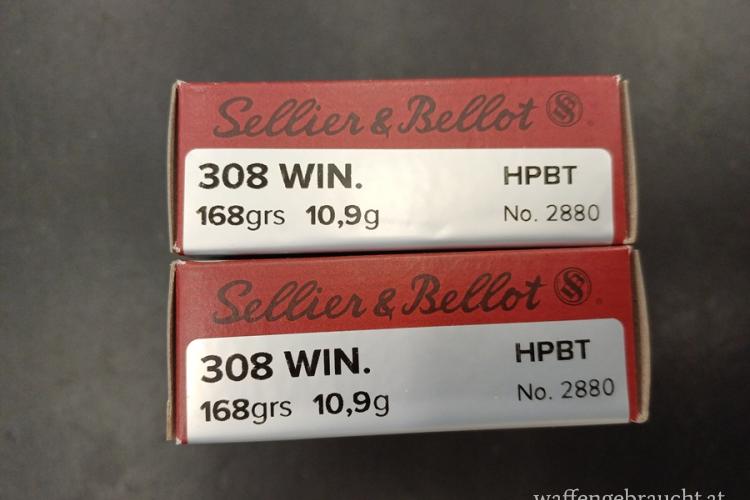 Sellier & Bellot
308 WIN.
HPBT
168grs 10,9g
No. 2880
Sellier & Bellot
308 WIN.
HPBT
168grs 10,9g
No. 2880
waffengebraucht.at